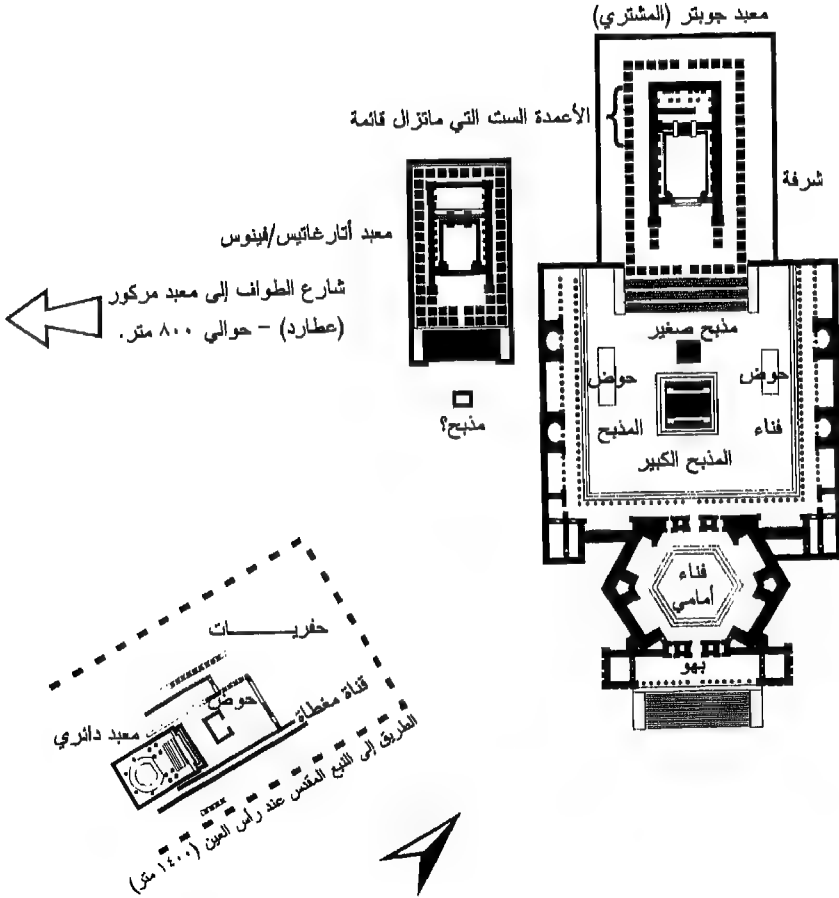 معبد جوبتر (المشتري)
الأعمدة الست التي ماتزال قائمة
شرفة
معبد أتارغاتيس/فينوس
شارع الطواف إلى معبد مركور
(عطارد) – حوالي ٨٠٠ متر.
مذبح صغير
حوض
حوض
مذبح؟
فناء
المذبح
المذبح الكبير
فناء
أمامي
بهو
حفريـــــــات
حوض
قناة مغطاة
معبد دائري
الطريق إلى النبع المقدس عند رأس العين (١٤٠٠ متر)